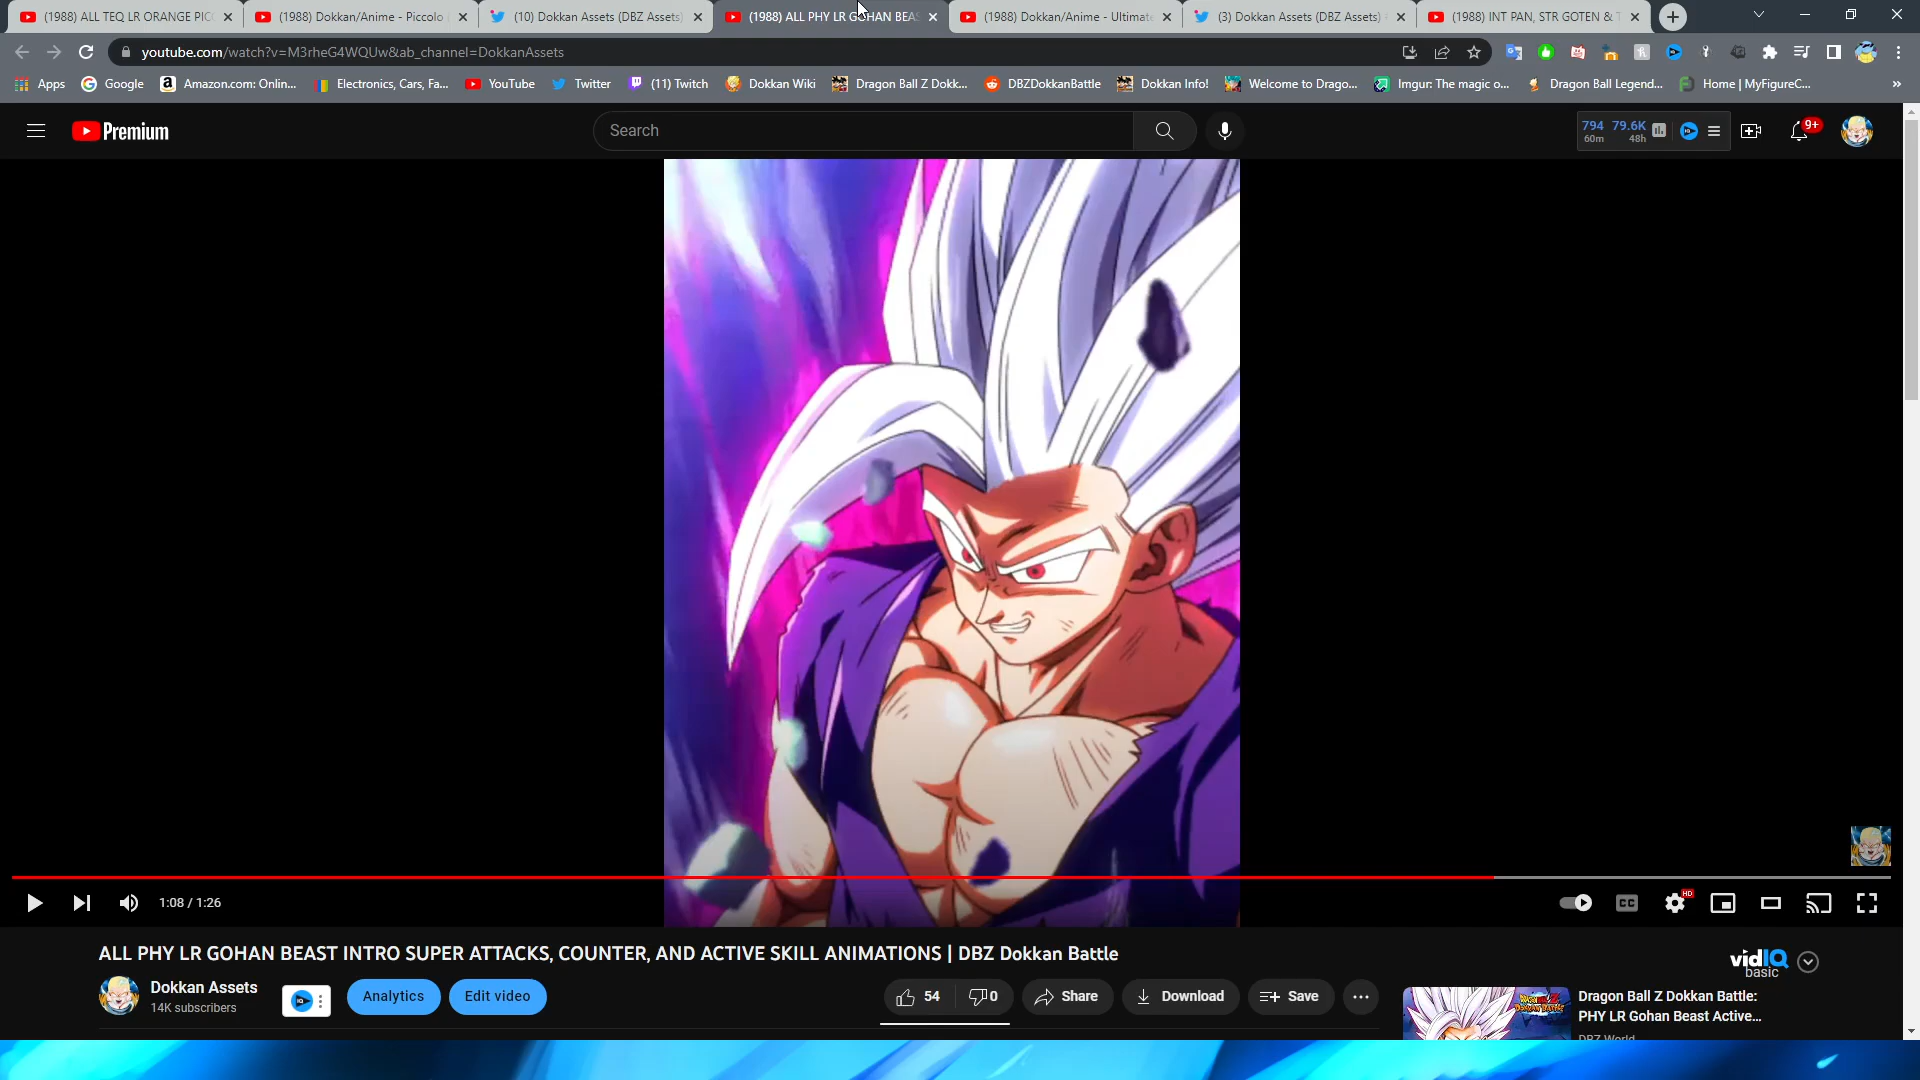 (1988) ALL TEQ LR ORANGE PIC
(1988) Dokkan/Anime - Piccolo
(10) Dokkan Assets (DBZ Assets)
(1988) ALL PHY LR GOHAN BEAS
(1988) Dokkan/Anime - Ultimate
(3) Dokkan Assets (DBZ Assets)
(1988) INT PAN, STR GOTEN & T
youtube.com/watch?v=M3rheG4WQUw&ab_channel=DokkanAssets
Apps
Google
Amazon.com: Onlin...
Electronics, Cars, Fa...
YouTube
Twitter
(11) Twitch
Dokkan Wiki
Dragon Ball Z Dokk...
DBZDokkanBattle
Dokkan Info!
Welcome to Drago...
Imgur: The magic o...
Dragon Ball Legend...
Home | MyFigureC...
»
Premium
Search
794 79.6K
60m 48h
9+
1:08 / 1:26
CC
HD
ALL PHY LR GOHAN BEAST INTRO SUPER ATTACKS, COUNTER, AND ACTIVE SKILL ANIMATIONS | DBZ Dokkan Battle
vidIQ
basic
Dokkan Assets
14K subscribers
Analytics
Edit video
54
0
Share
Download
Save
Dragon Ball Z Dokkan Battle:
PHY LR Gohan Beast Active...
DBZ World